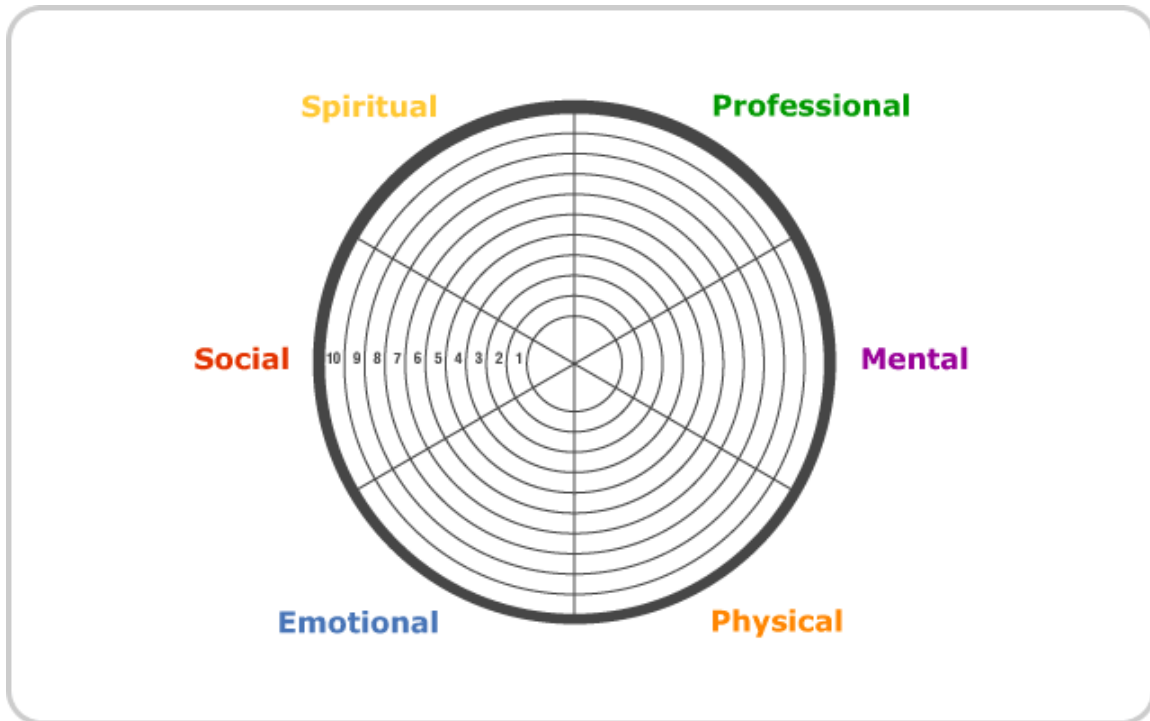 Spiritual
Professional
Social
10 9 8 7 6 5 4 3 2 1
Mental
Emotional
Physical